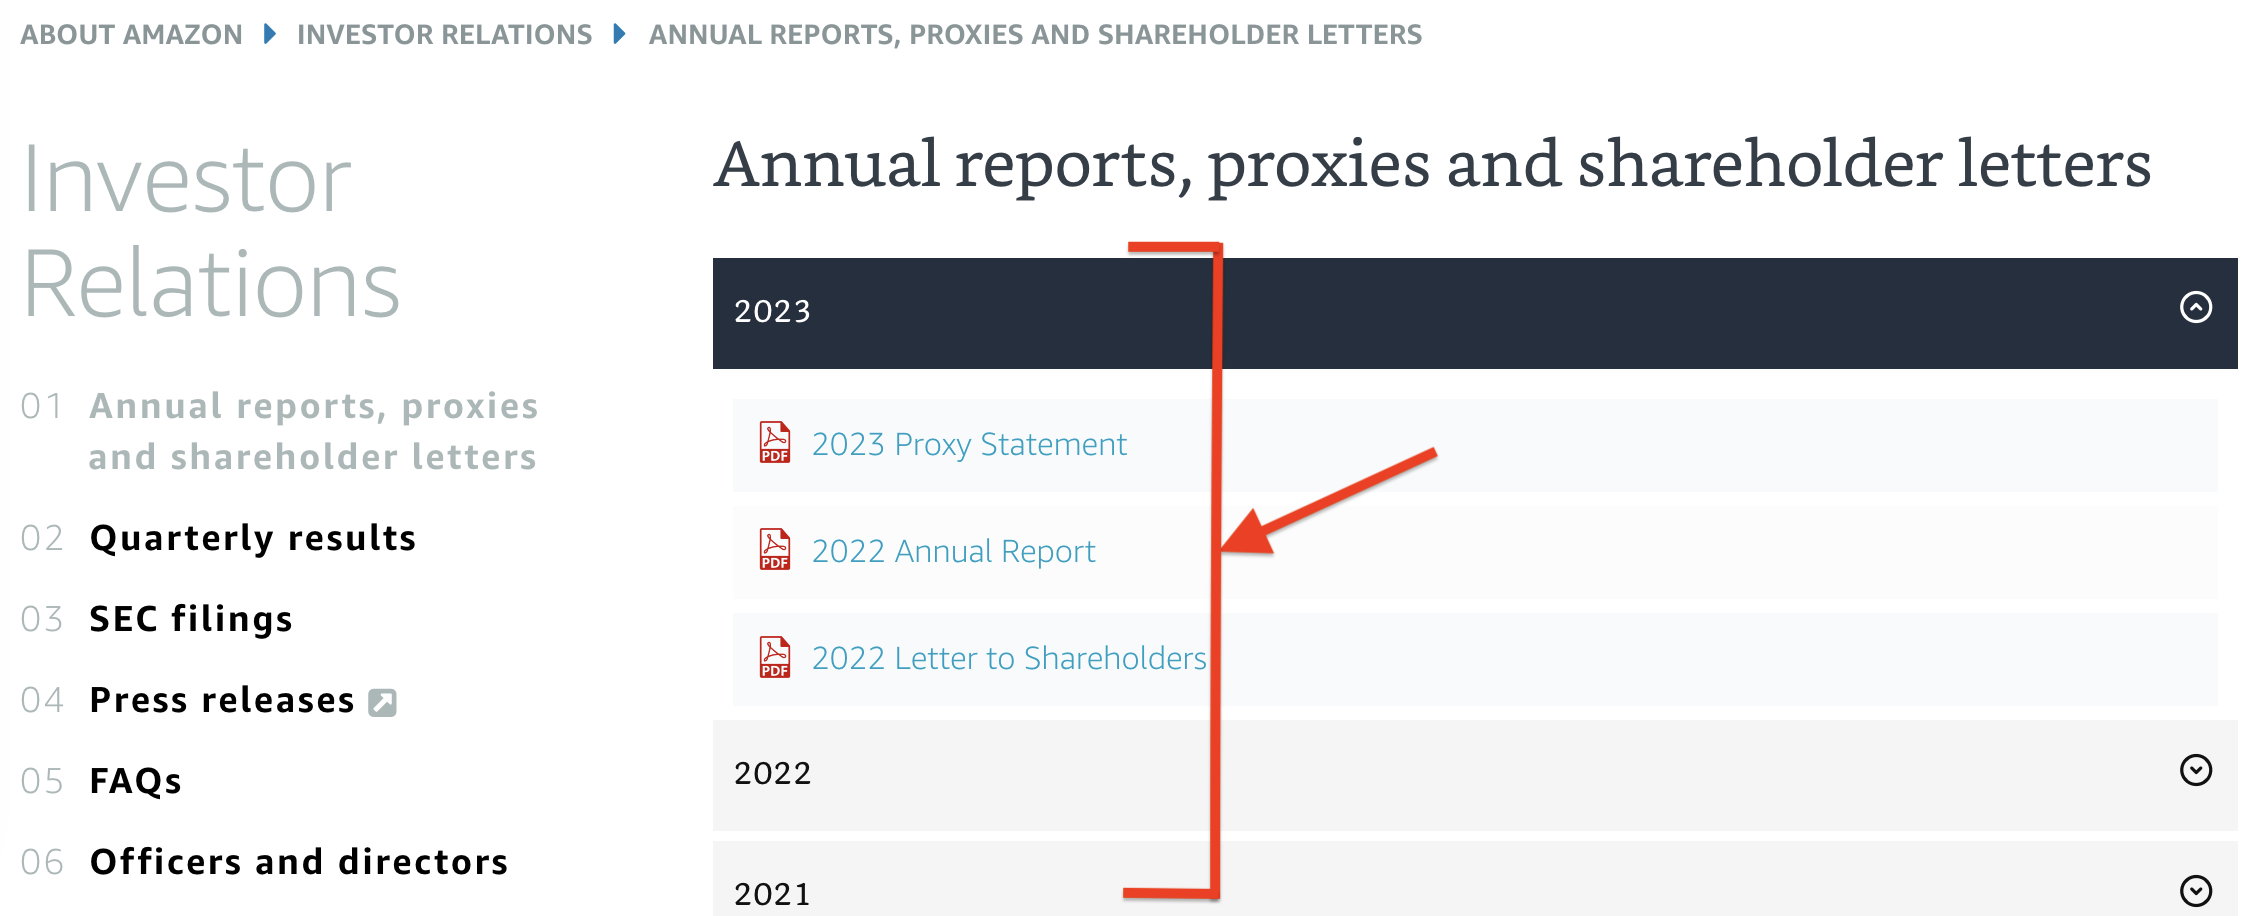 ABOUT AMAZON INVESTOR RELATIONS ANNUAL REPORTS, PROXIES AND SHAREHOLDER LETTERS
Investor
Relations
01 Annual reports, proxies
and shareholder letters
02 Quarterly results
03 SEC filings
04 Press releases
05 FAQs
06 Officers and directors
Annual reports, proxies and shareholder letters
2023
PDF 2023 Proxy Statement
PDF 2022 Annual Report
PDF 2022 Letter to Shareholders
2022
2021